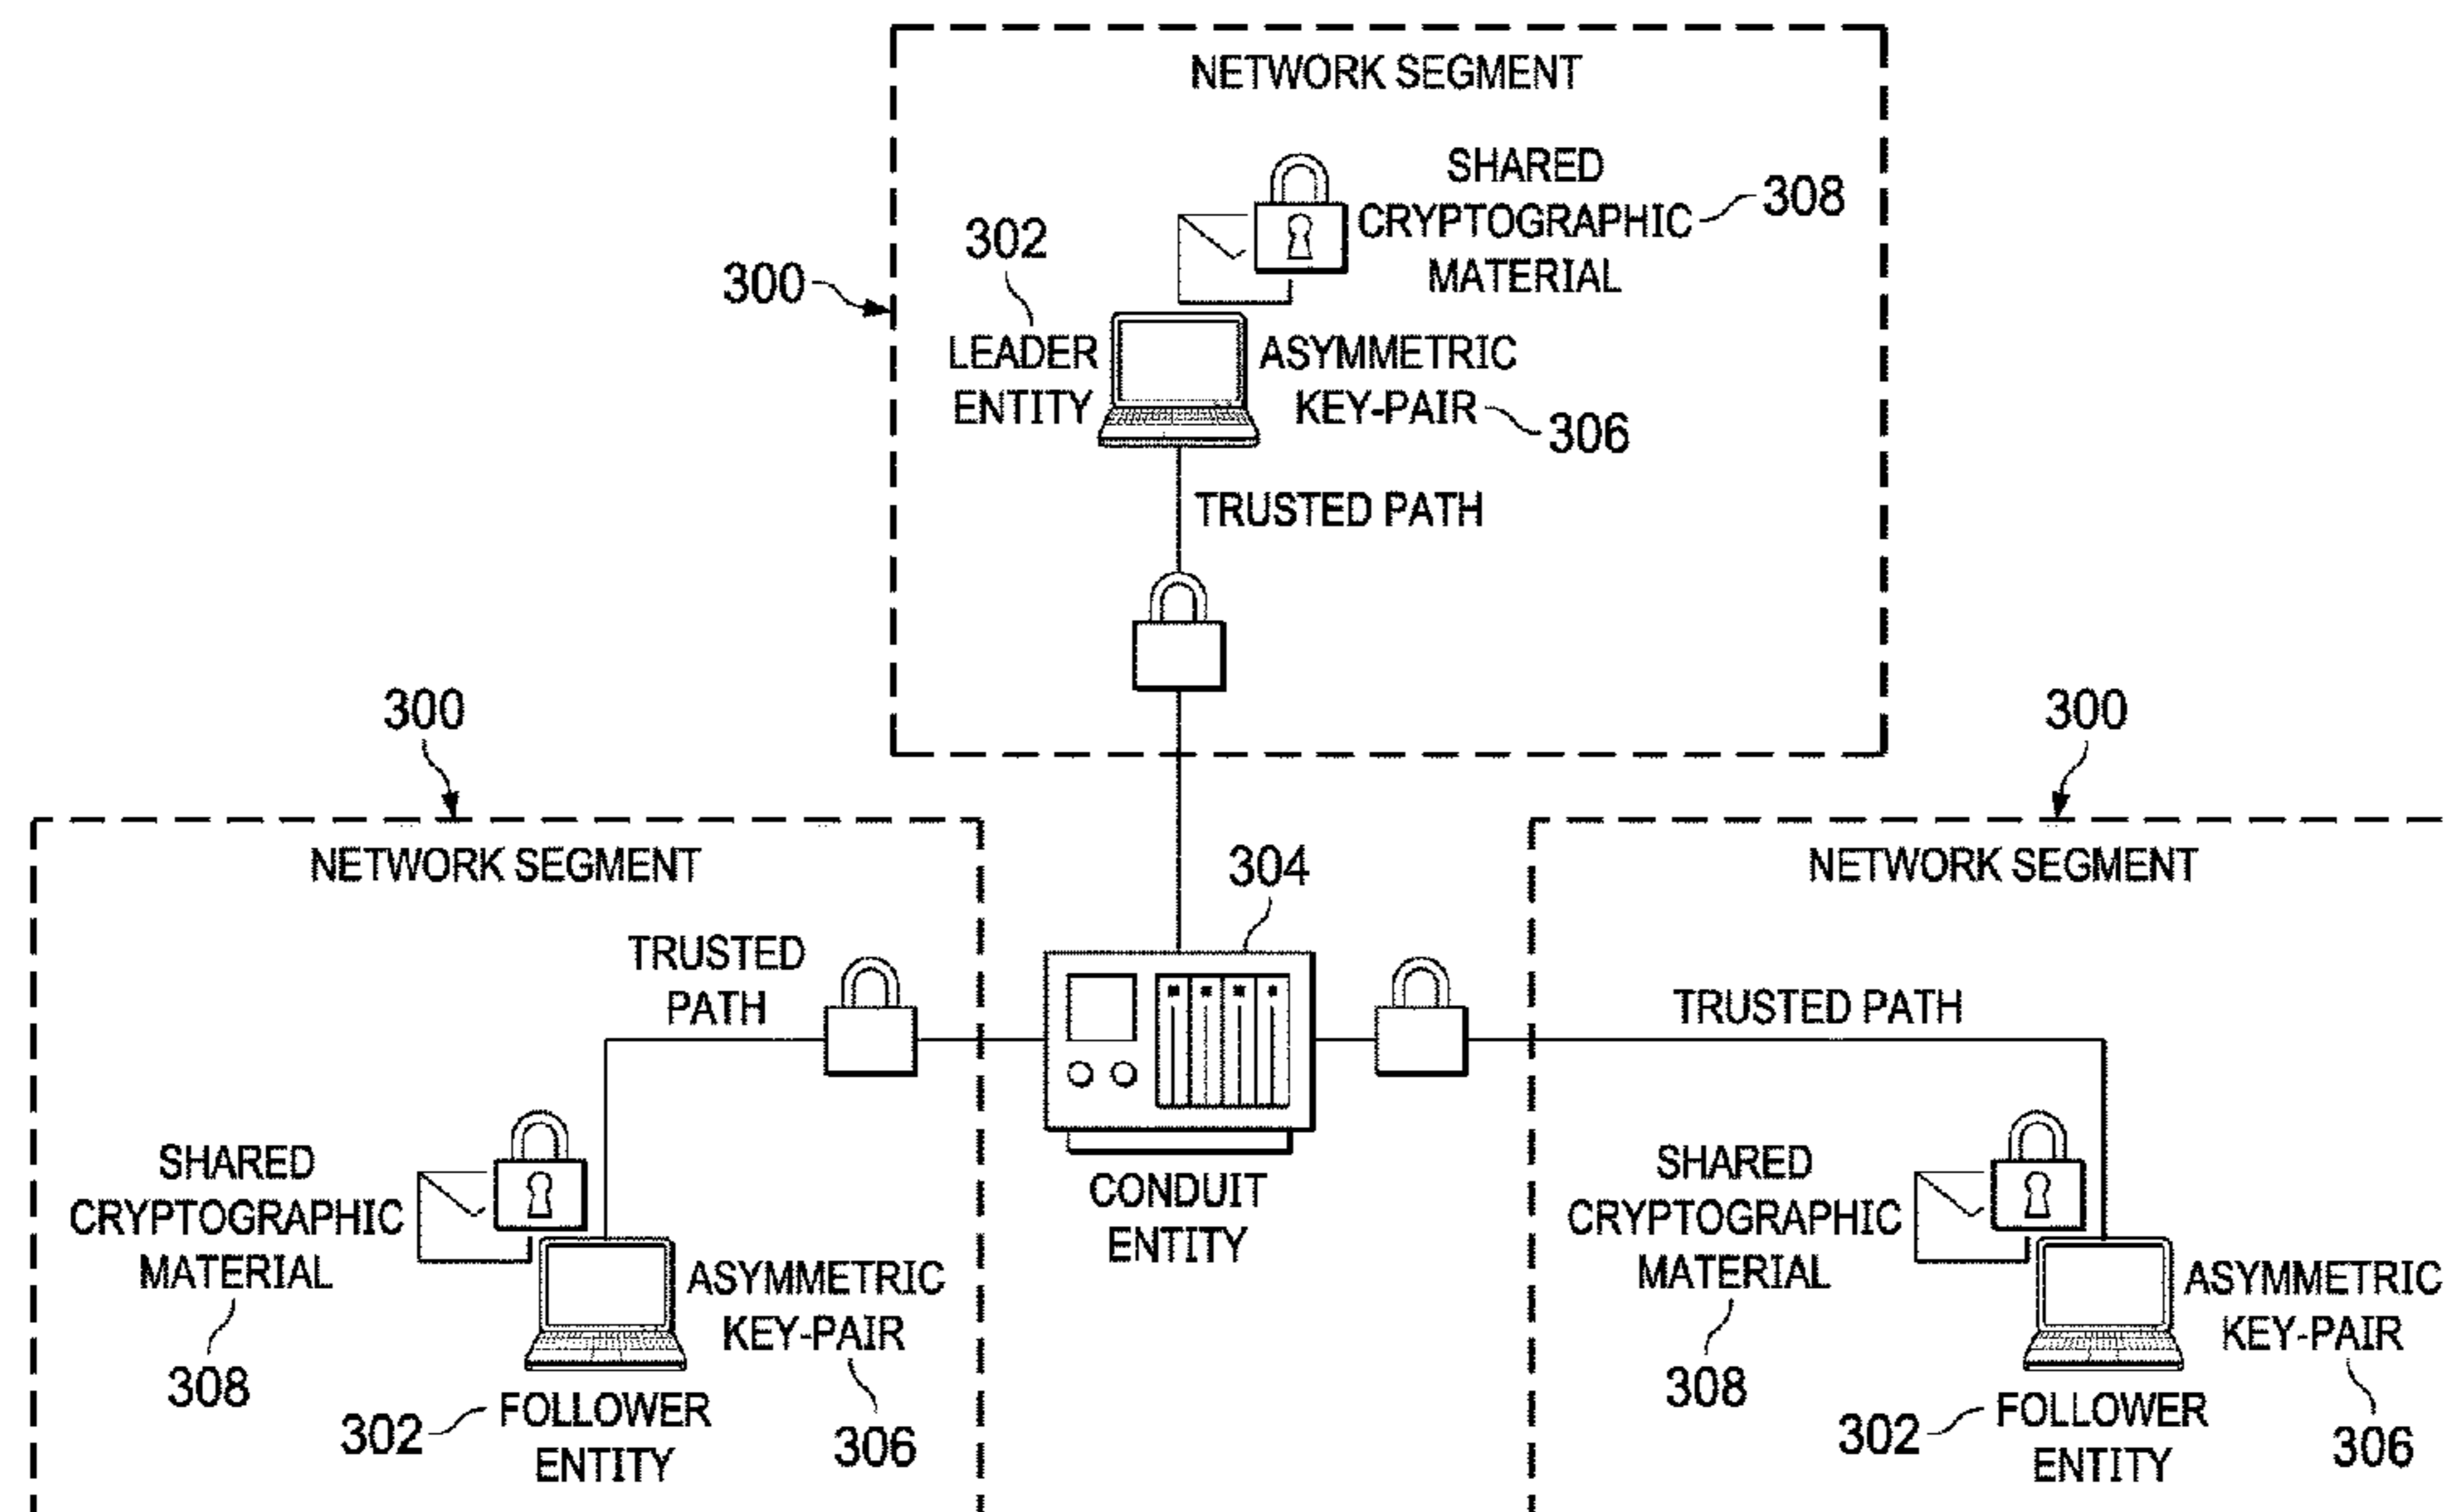 NETWORK SEGMENT
SHARED
CRYPTOGRAPHIC
MATERIAL
308
302
300
LEADER
ENTITY
ASYMMETRIC
KEY-PAIR
306
TRUSTED PATH
300
NETWORK SEGMENT
TRUSTED
PATH
SHARED
CRYPTOGRAPHIC
MATERIAL
308
ASYMMETRIC
KEY-PAIR
306
302
FOLLOWER
ENTITY
304
CONDUIT
ENTITY
300
NETWORK SEGMENT
TRUSTED PATH
SHARED
CRYPTOGRAPHIC
MATERIAL
308
ASYMMETRIC
KEY-PAIR
306
302
FOLLOWER
ENTITY